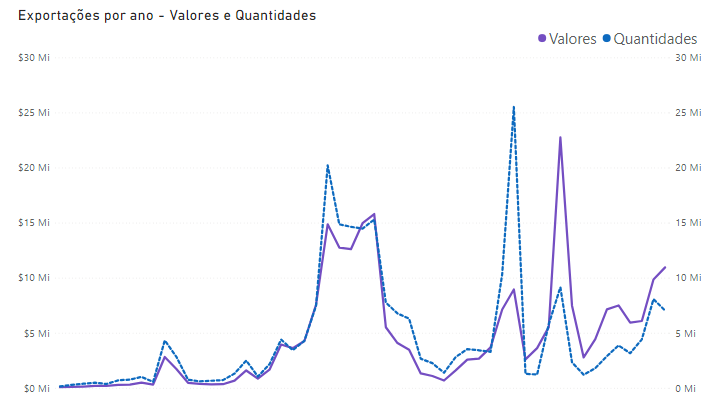 Exportações por ano - Valores e Quantidades
Valores Quantidades
$30 Mi 30 Mi
$25 Mi 25 Mi
$20 Mi 20 Mi
$15 Mi 15 Mi
$10 Mi 10 Mi
$5 Mi 5 Mi
$0 Mi 0 Mi